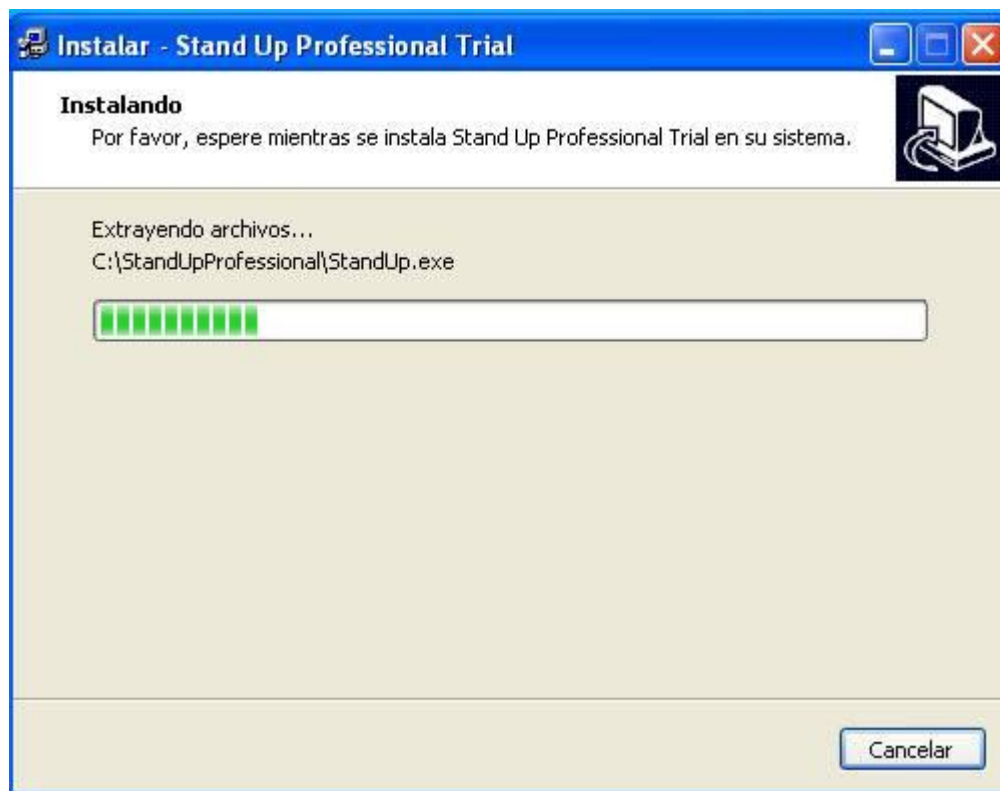 Instalar - Stand Up Professional Trial
Instalando
Por favor, espere mientras se instala Stand Up Professional Trial en su sistema.
Extrayendo archivos...
C:\StandUpProfessional\StandUp.exe
Cancelar